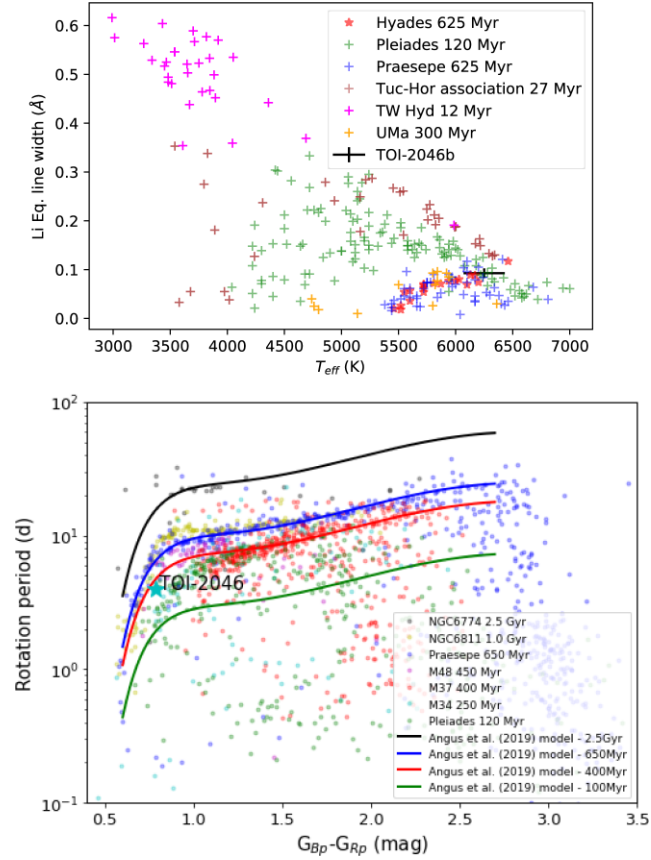 0.6
0.5
0.4
0.3
0.2
0.1
0.0
Li Eq. line width (Å)
Hyades 625 Myr
Pleiades 120 Myr
Praesepe 625 Myr
Tuc-Hor association 27 Myr
TW Hyd 12 Myr
UMa 300 Myr
TOI-2046b
3000 3500 4000 4500 5000 5500 6000 6500 7000
T_eff (K)
10²
10¹
10⁰
10⁻¹
Rotation period (d)
TOI-2046
NGC6774 2.5 Gyr
NGC6811 1.0 Gyr
Praesepe 650 Myr
M48 450 Myr
M37 400 Myr
M34 250 Myr
Pleiades 120 Myr
Angus et al. (2019) model - 2.5Gyr
Angus et al. (2019) model - 650Myr
Angus et al. (2019) model - 400Myr
Angus et al. (2019) model - 100Myr
0.5 1.0 1.5 2.0 2.5 3.0 3.5
G_Bp-G_Rp (mag)